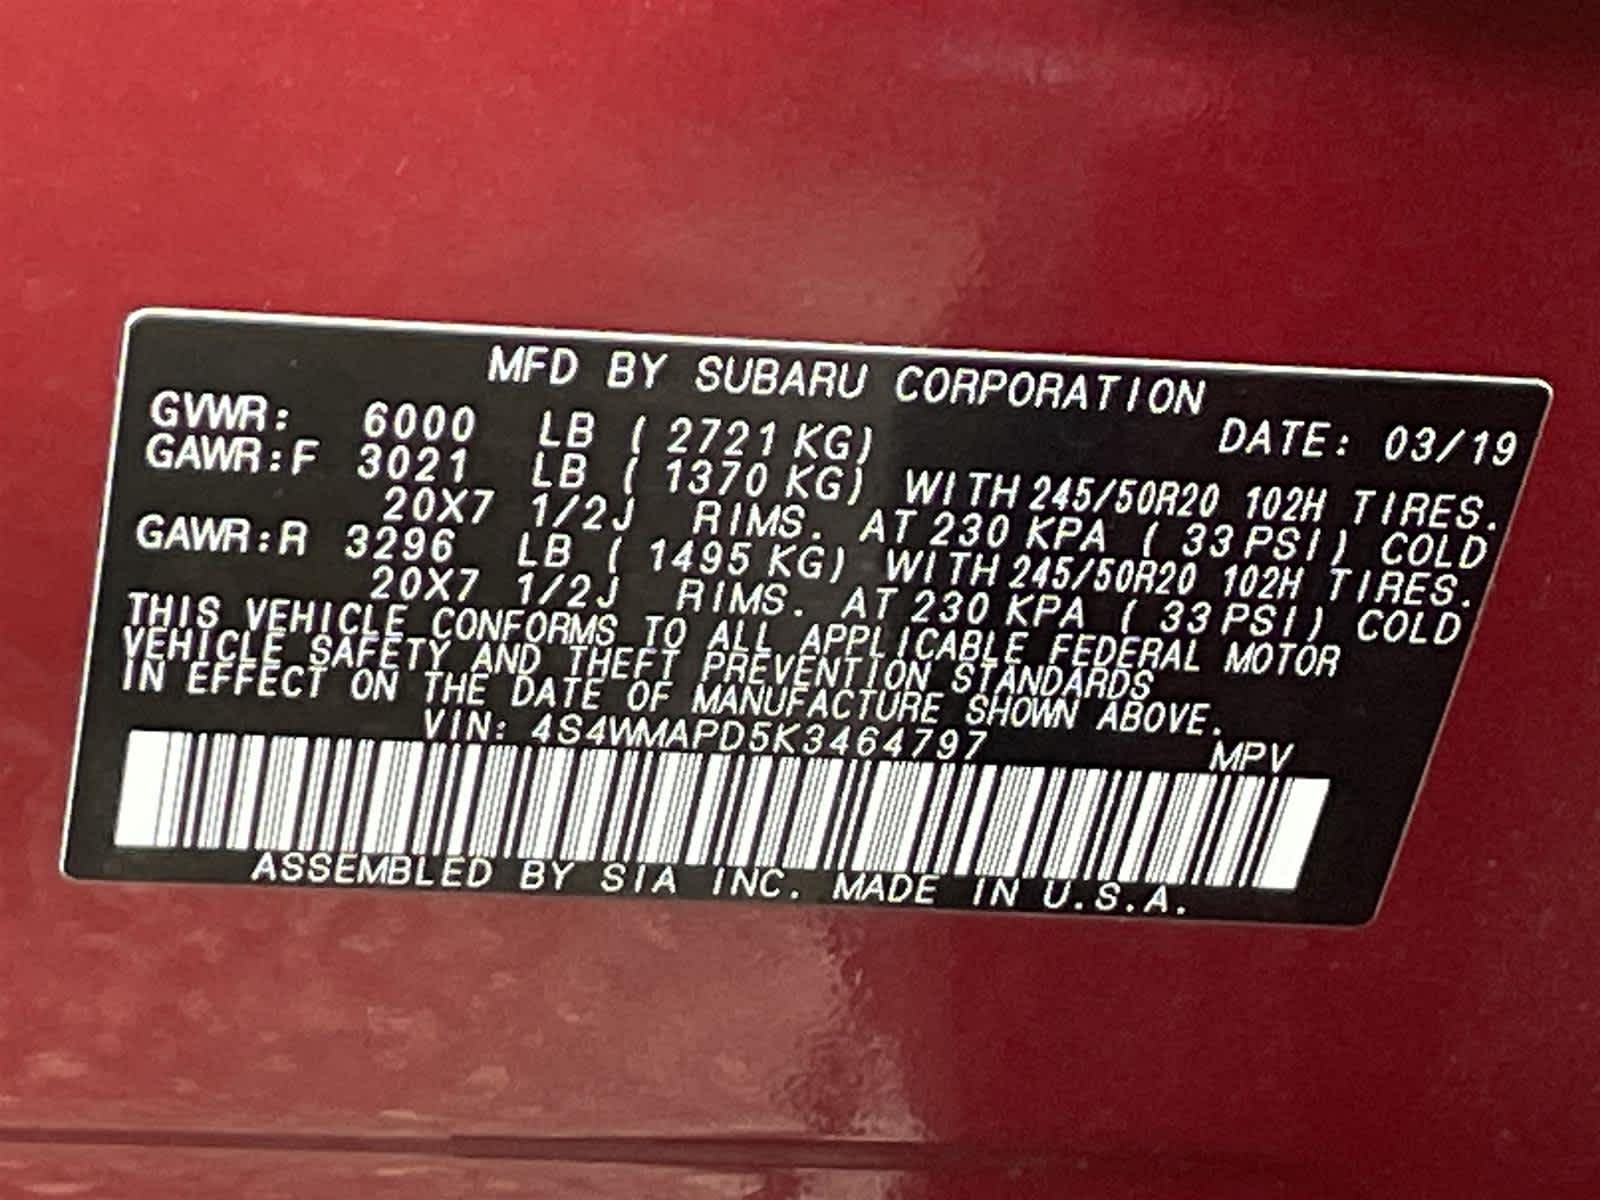 MFD BY SUBARU CORPORATION
GVWR: 6000 LB ( 2721 KG) DATE: 03/19
GAWR:F 3021 LB ( 1370 KG) WITH 245/50R20 102H TIRES.
20X7 1/2J RIMS. AT 230 KPA ( 33 PSI) COLD
GAWR:R 3296 LB ( 1495 KG) WITH 245/50R20 102H TIRES.
20X7 1/2J RIMS. AT 230 KPA ( 33 PSI) COLD
THIS VEHICLE CONFORMS TO ALL APPLICABLE FEDERAL MOTOR
VEHICLE SAFETY AND THEFT PREVENTION STANDARDS
IN EFFECT ON THE DATE OF MANUFACTURE SHOWN ABOVE.
VIN: 4S4WMAPD5K3464797 MPV
ASSEMBLED BY SIA INC. MADE IN U.S.A.